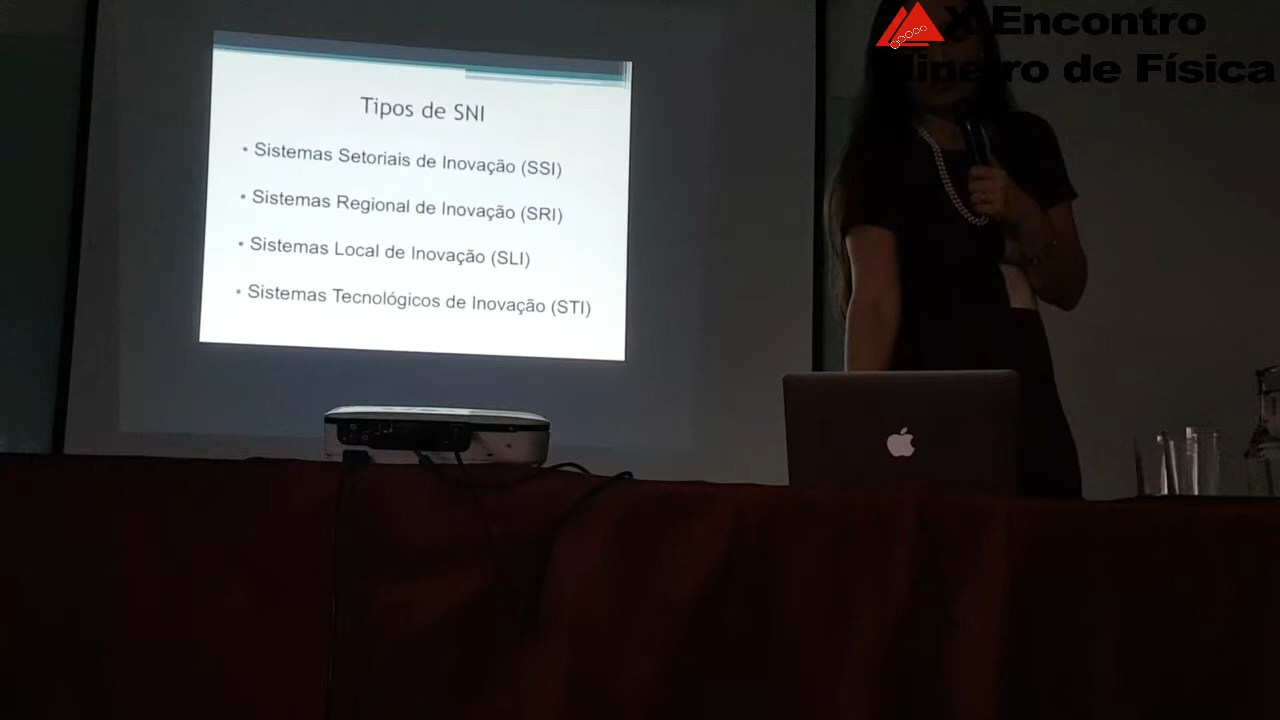 X Encontro
Mineiro de Física
Tipos de SNI
• Sistemas Setoriais de Inovação (SSI)
• Sistemas Regional de Inovação (SRI)
• Sistemas Local de Inovação (SLI)
• Sistemas Tecnológicos de Inovação (STI)